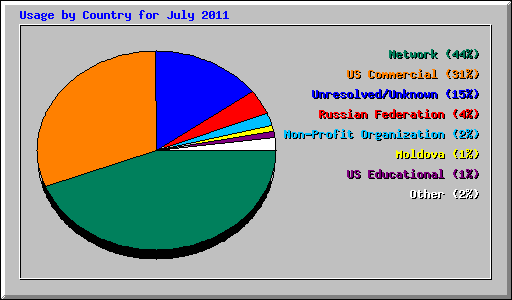 Usage by Country for July 2011
Network (44%)
US Commercial (31%)
Unresolved/Unknown (15%)
Russian Federation (4%)
Non-Profit Organization (2%)
Moldova (1%)
US Educational (1%)
Other (2%)